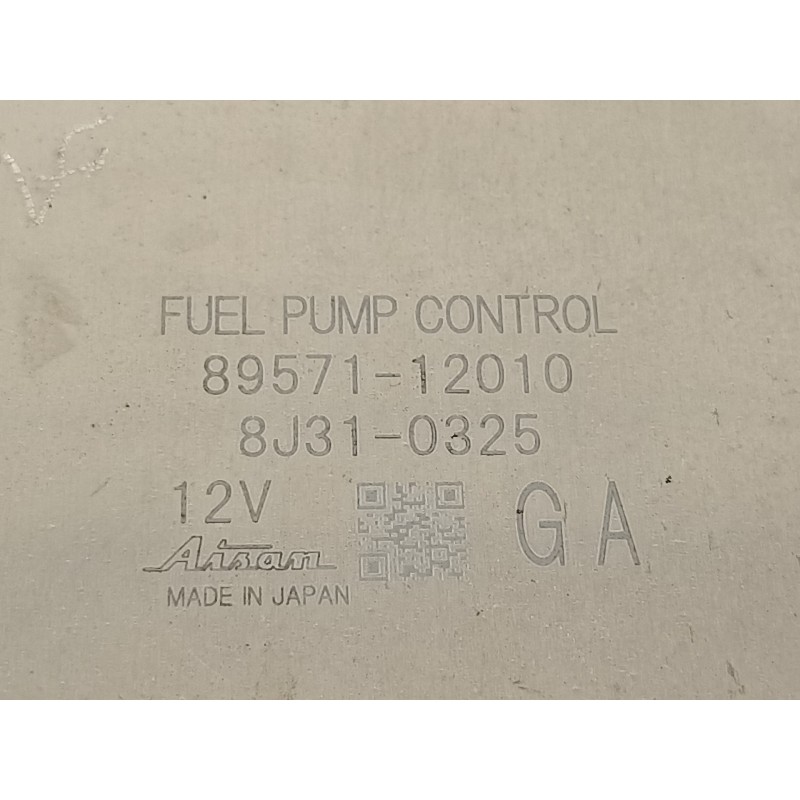 FUEL PUMP CONTROL
89571-12010
8J31-0325
12V
GA
Aisan
MADE IN JAPAN